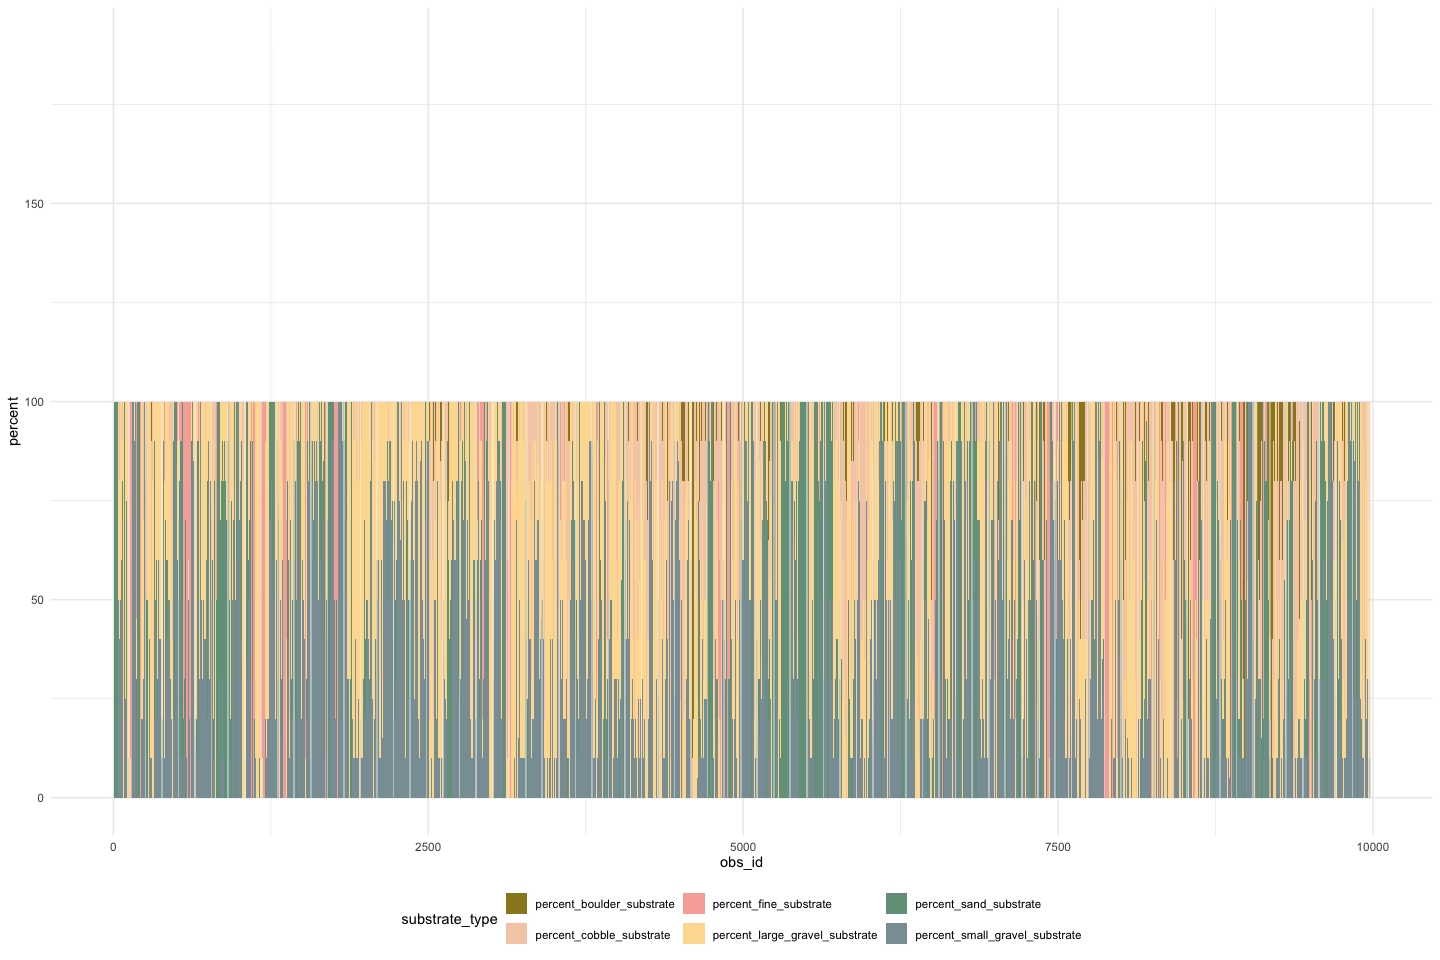 percent
150
100
50
0
0 2500 5000 7500 10000
obs_id
substrate_type
percent_boulder_substrate percent_fine_substrate percent_sand_substrate
percent_cobble_substrate percent_large_gravel_substrate percent_small_gravel_substrate